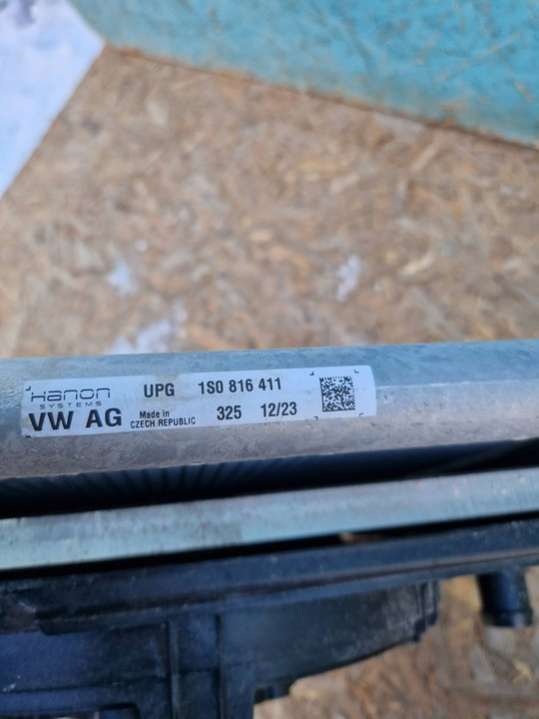 Hanon
SYSTEMS
UPG 1S0 816 411
VW AG
Made in
CZECH REPUBLIC
325 12/23